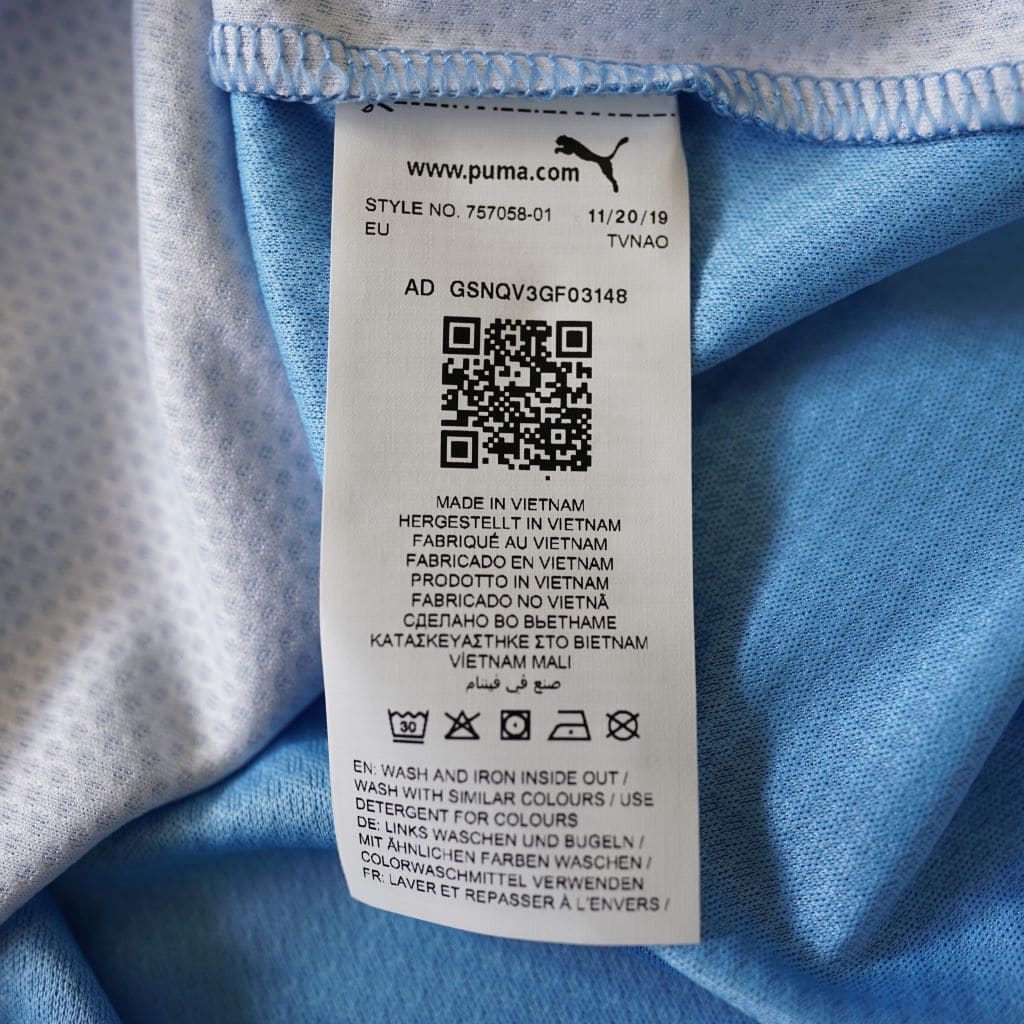 www.puma.com
STYLE NO. 757058-01 11/20/19
EU TVNAO
AD GSNQV3GF03148
MADE IN VIETNAM
HERGESTELLT IN VIETNAM
FABRIQUÉ AU VIETNAM
FABRICADO EN VIETNAM
PRODOTTO IN VIETNAM
FABRICADO NO VIETNÃ
СДЕЛАНО ВО ВЬЕТНАМЕ
ΚΑΤΑΣΚΕΥΑΣΤΗΚΕ ΣΤΟ ΒΙΕΤΝΑΜ
VİETNAM MALI
صنع في فيتنام
30
EN: WASH AND IRON INSIDE OUT /
WASH WITH SIMILAR COLOURS / USE
DETERGENT FOR COLOURS
DE: LINKS WASCHEN UND BUGELN /
MIT ÄHNLICHEN FARBEN WASCHEN /
COLORWASCHMITTEL VERWENDEN
FR: LAVER ET REPASSER À L'ENVERS /